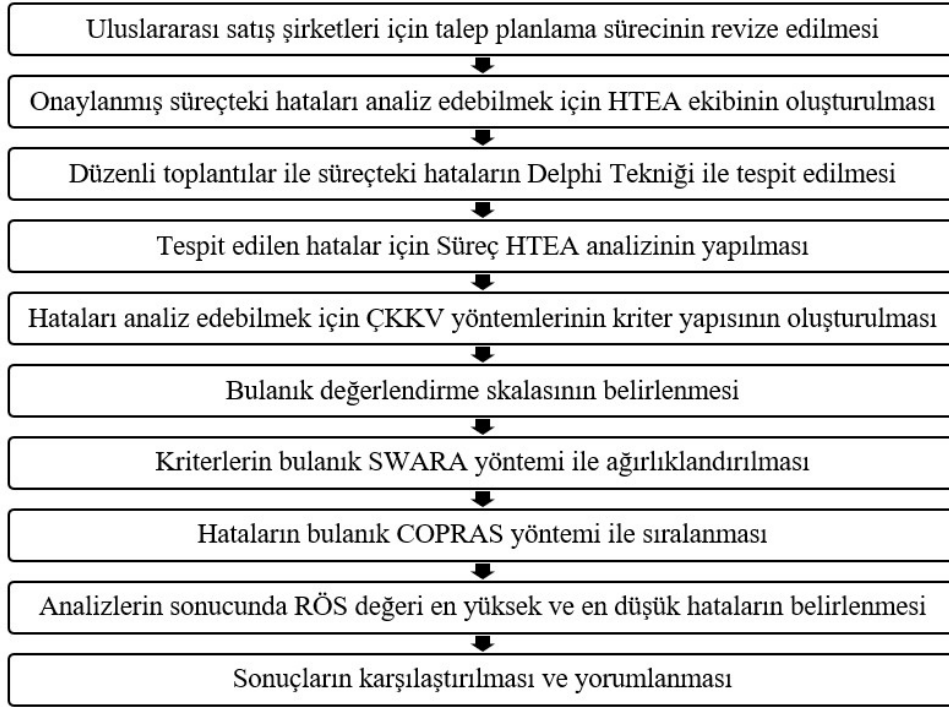 Uluslararası satış şirketleri için talep planlama sürecinin revize edilmesi
Onaylanmış süreçteki hataları analiz edebilmek için HTEA ekibinin oluşturulması
Düzenli toplantılar ile süreçteki hataların Delphi Tekniği ile tespit edilmesi
Tespit edilen hatalar için Süreç HTEA analizinin yapılması
Hataları analiz edebilmek için ÇKKV yöntemlerinin kriter yapısının oluşturulması
Bulanık değerlendirme skalasının belirlenmesi
Kriterlerin bulanık SWARA yöntemi ile ağırlıklandırılması
Hataların bulanık COPRAS yöntemi ile sıralanması
Analizlerin sonucunda RÖS değeri en yüksek ve en düşük hataların belirlenmesi
Sonuçların karşılaştırılması ve yorumlanması